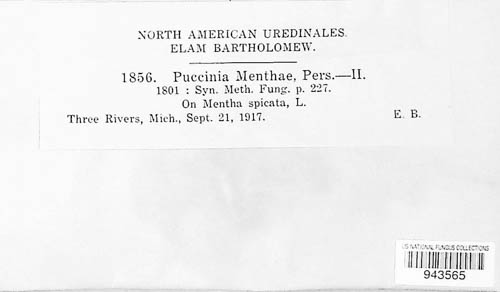 NORTH AMERICAN UREDINALES.
ELAM BARTHOLOMEW.
1856. Puccinia Menthae, Pers.—II.
1801 : Syn. Meth. Fung. p. 227.
On Mentha spicata, L.
Three Rivers, Mich., Sept. 21, 1917. E. B.
US NATIONAL FUNGUS COLLECTIONS
943565